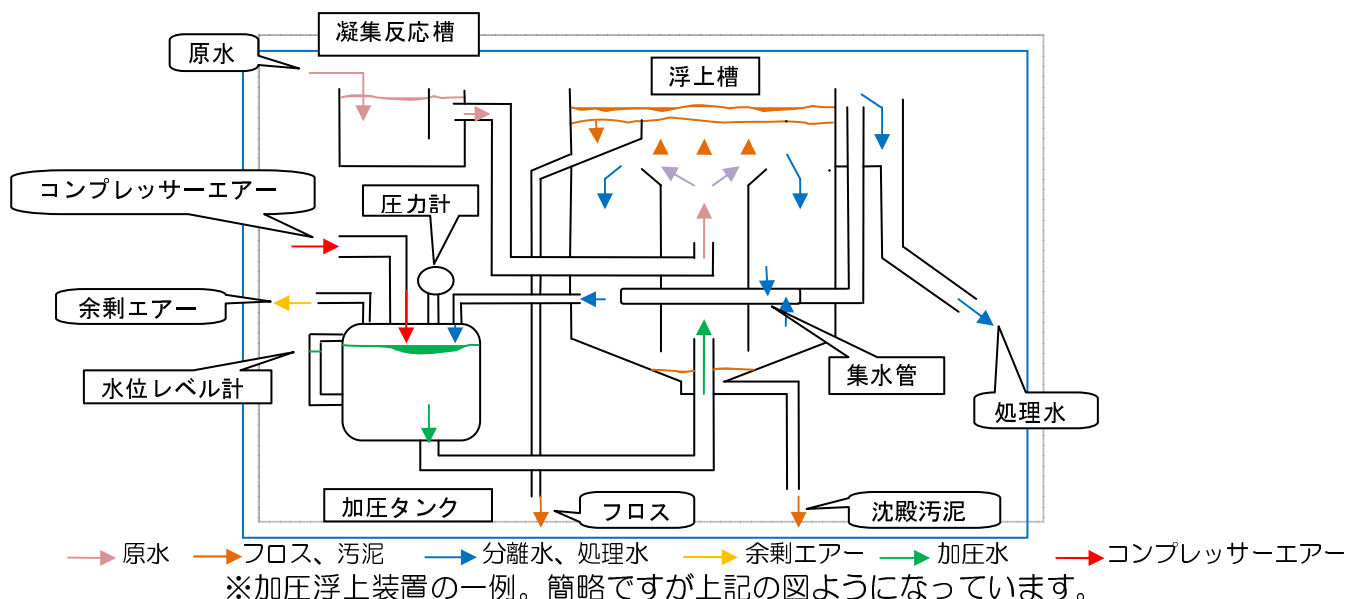 凝集反応槽
原水
浮上槽
コンプレッサーエアー
圧力計
余剰エアー
水位レベル計
集水管
処理水
加圧タンク
フロス
沈殿汚泥
原水
フロス、汚泥
分離水、処理水
余剰エアー
加圧水
コンプレッサーエアー
※加圧浮上装置の一例。簡略ですが上記の図ようになっています。